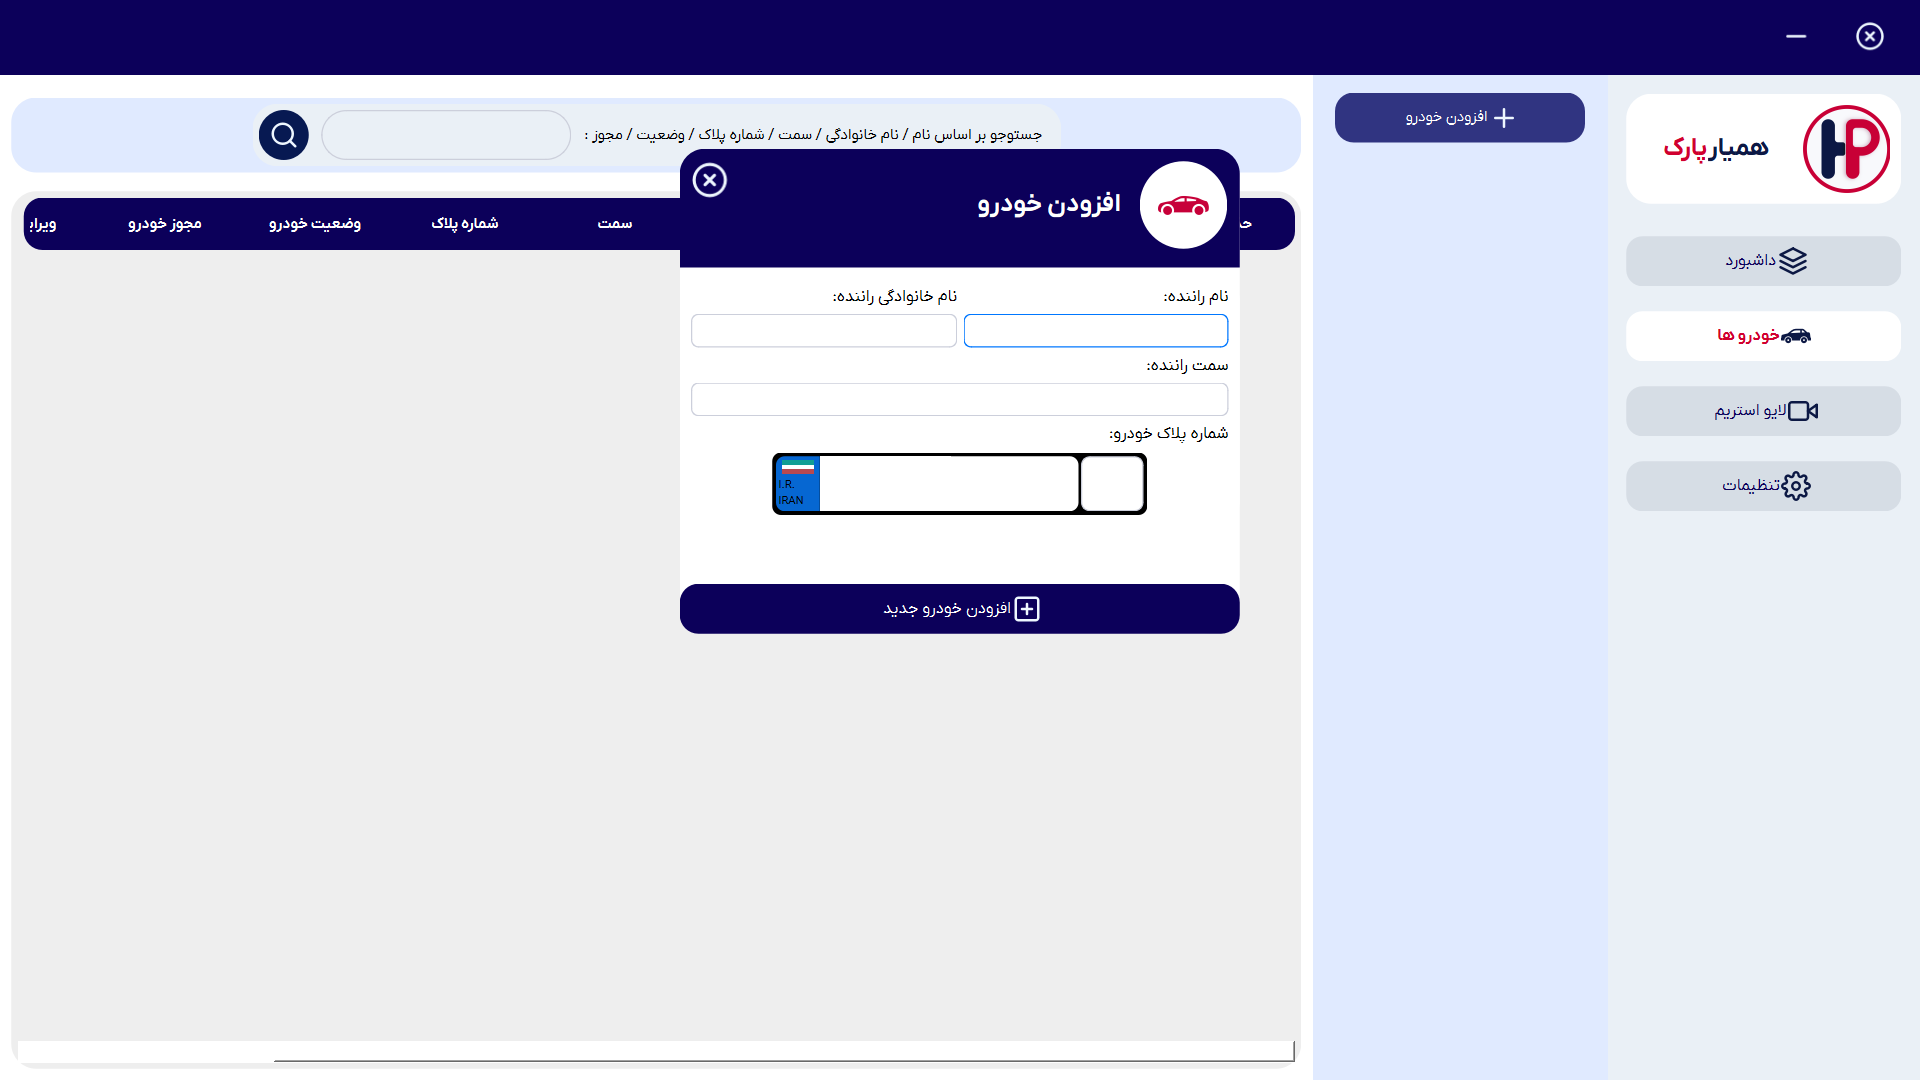 همیار پارک
داشبورد
خودرو ها
لایو استریم
تنظیمات
افزودن خودرو
جستوجو بر اساس نام / نام خانوادگی / سمت / شماره پلاک / وضعیت / مجوز :
سمت شماره پلاک وضعیت خودرو مجوز خودرو
افزودن خودرو
نام راننده: نام خانوادگی راننده:
سمت راننده:
شماره پلاک خودرو:
I.R.
IRAN
افزودن خودرو جدید